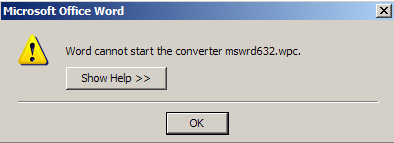 Microsoft Office Word
Word cannot start the converter mswrd632.wpc.
Show Help >>
OK